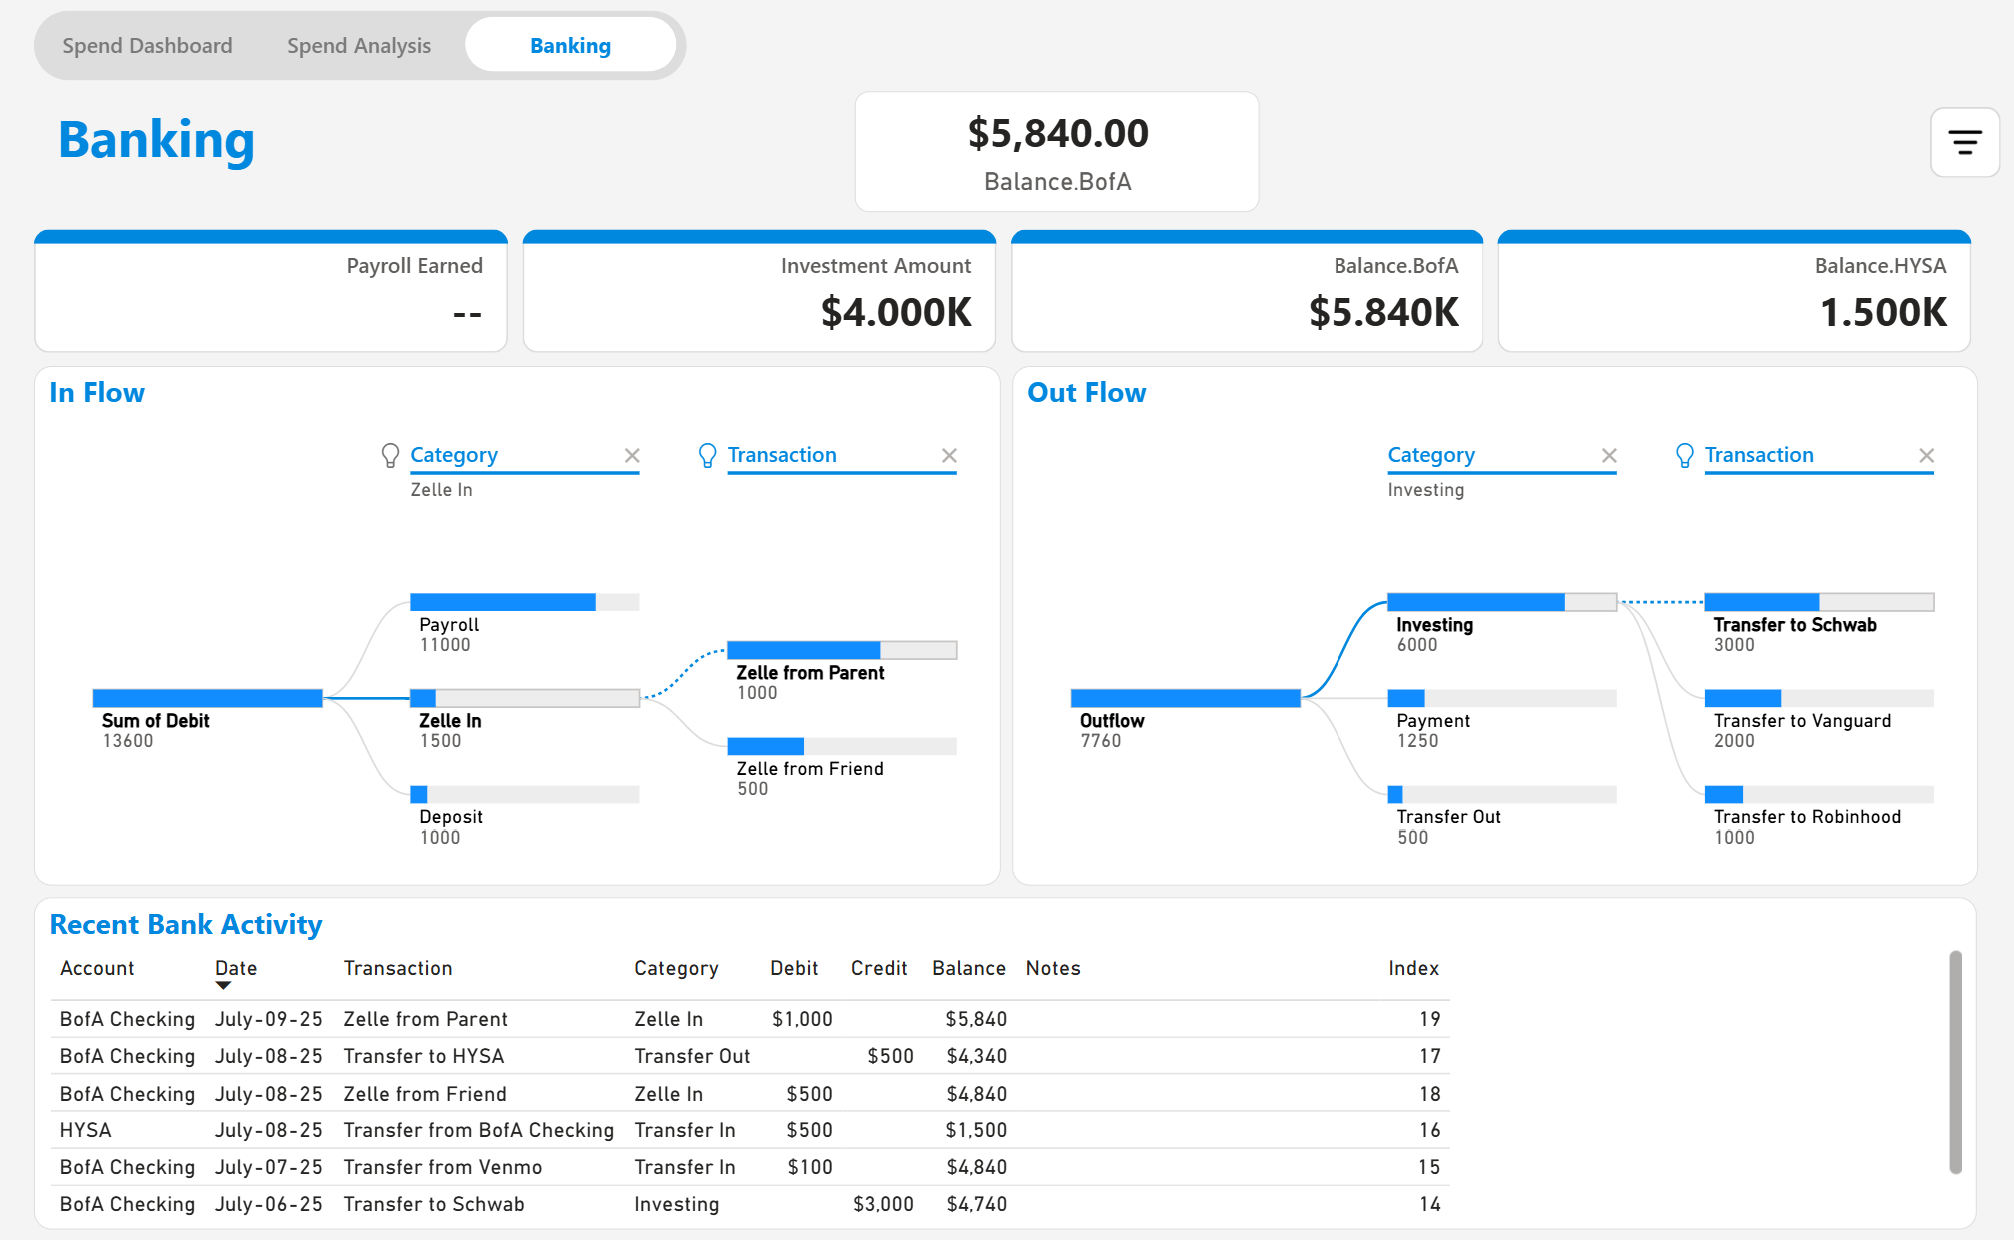 Spend Dashboard Spend Analysis Banking
Banking
$5,840.00
Balance.BofA
Payroll Earned
--
Investment Amount
$4.000K
Balance.BofA
$5.840K
Balance.HYSA
1.500K
In Flow
Category
Zelle In
Transaction
Sum of Debit
13600
Payroll
11000
Zelle In
1500
Deposit
1000
Zelle from Parent
1000
Zelle from Friend
500
Out Flow
Category
Investing
Transaction
Outflow
7760
Investing
6000
Payment
1250
Transfer Out
500
Transfer to Schwab
3000
Transfer to Vanguard
2000
Transfer to Robinhood
1000
Recent Bank Activity
Account Date Transaction Category Debit Credit Balance Notes Index
BofA Checking July-09-25 Zelle from Parent Zelle In $1,000 $5,840 19
BofA Checking July-08-25 Transfer to HYSA Transfer Out $500 $4,340 17
BofA Checking July-08-25 Zelle from Friend Zelle In $500 $4,840 18
HYSA July-08-25 Transfer from BofA Checking Transfer In $500 $1,500 16
BofA Checking July-07-25 Transfer from Venmo Transfer In $100 $4,840 15
BofA Checking July-06-25 Transfer to Schwab Investing $3,000 $4,740 14